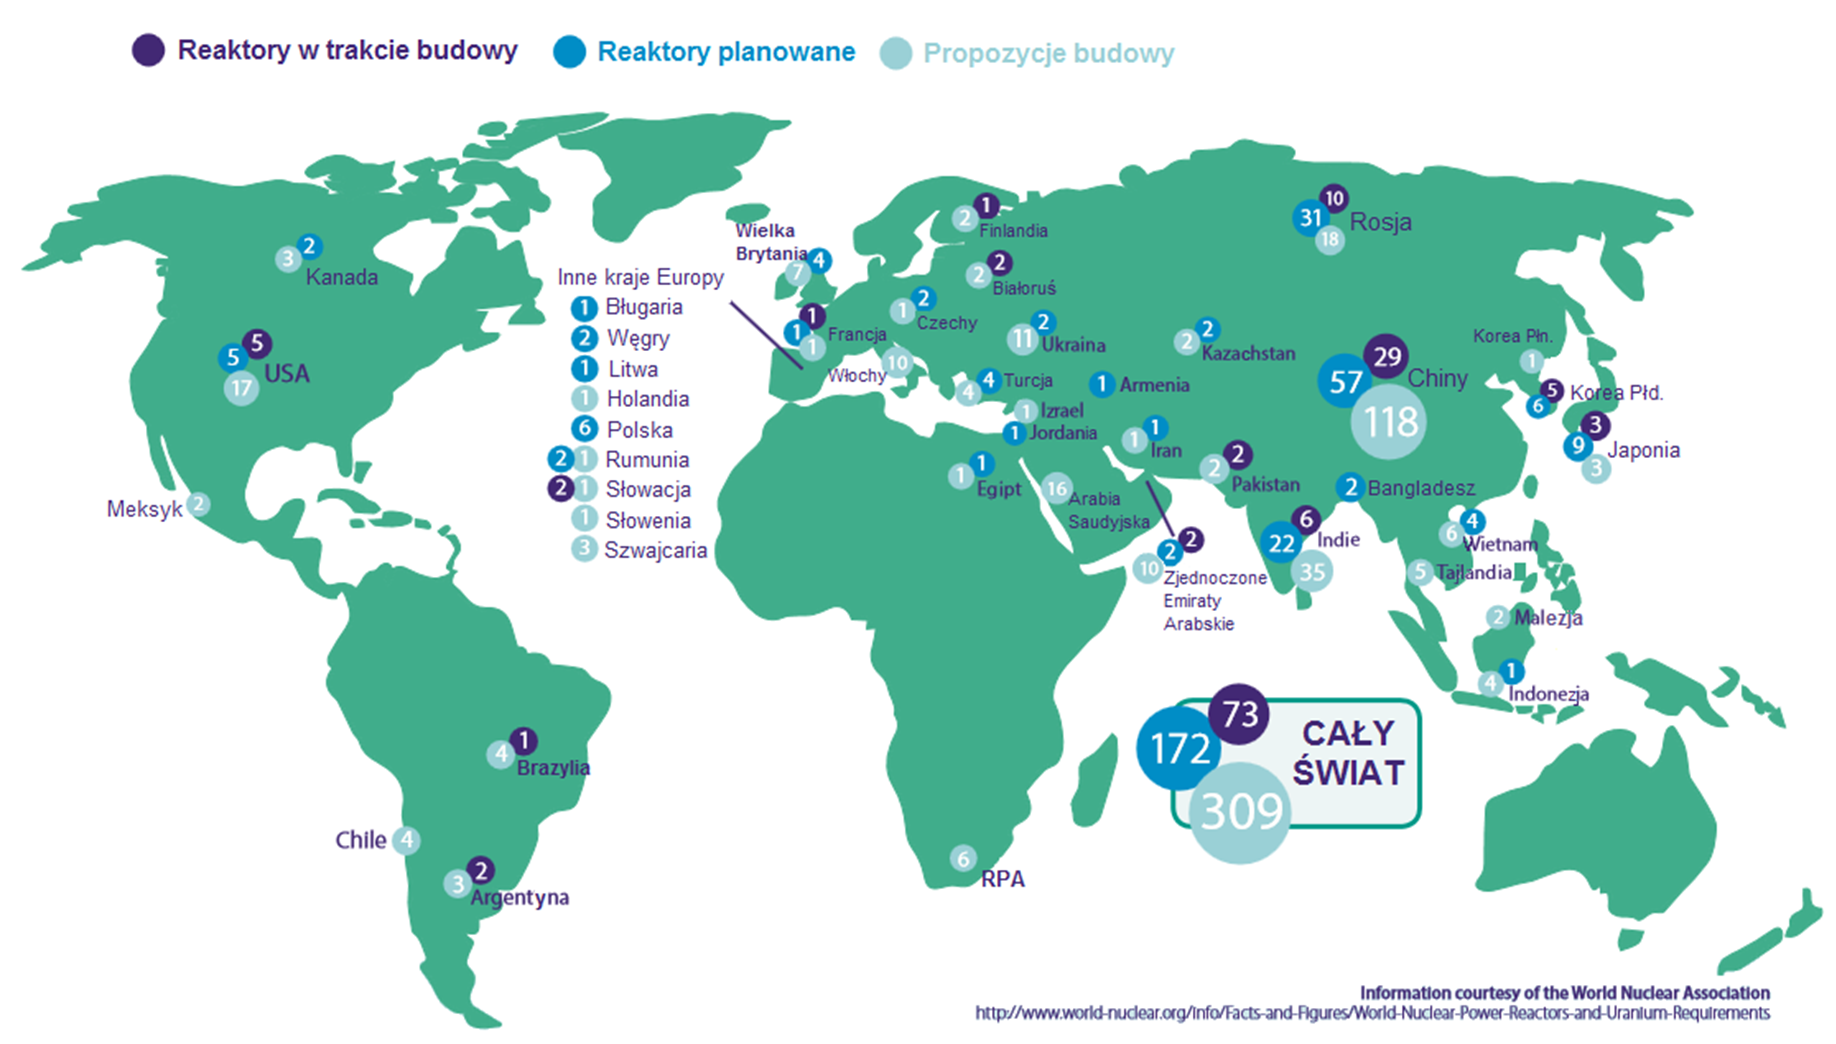 Reaktory w trakcie budowy
Reaktory planowane
Propozycje budowy
2
3
Kanada
5
5
17
USA
Meksyk 2
Inne kraje Europy
1 Bługaria
2 Węgry
1 Litwa
1 Holandia
6 Polska
2 1 Rumunia
2 1 Słowacja
1 Słowenia
3 Szwajcaria
Wielka
Brytania
4
7
1
1
1
Francja
1
2
Finlandia
2
2
Białoruś
2
1
Czechy
2
11
Ukraina
10
Włochy
4
4
Turcja
1 Armenia
1 Izrael
1 Jordania
1
1
Iran
1
1
Egipt
16
Arabia
Saudyjska
2
2
10
Zjednoczone
Emiraty
Arabskie
2
2
Kazachstan
10
31
18
Rosja
29
57
118
Chiny
Korea Płn.
1
5
6
Korea Płd.
3
9
3
Japonia
2
2
Pakistan
2 Bangladesz
6
22
35
Indie
4
6
Wietnam
5 Tajlandia
2 Malezja
1
4
Indonezja
1
4
Brazylia
Chile 4
2
3
Argentyna
6
RPA
73
172
309
CAŁY
ŚWIAT
Information courtesy of the World Nuclear Association
http://www.world-nuclear.org/info/Facts-and-Figures/World-Nuclear-Power-Reactors-and-Uranium-Requirements